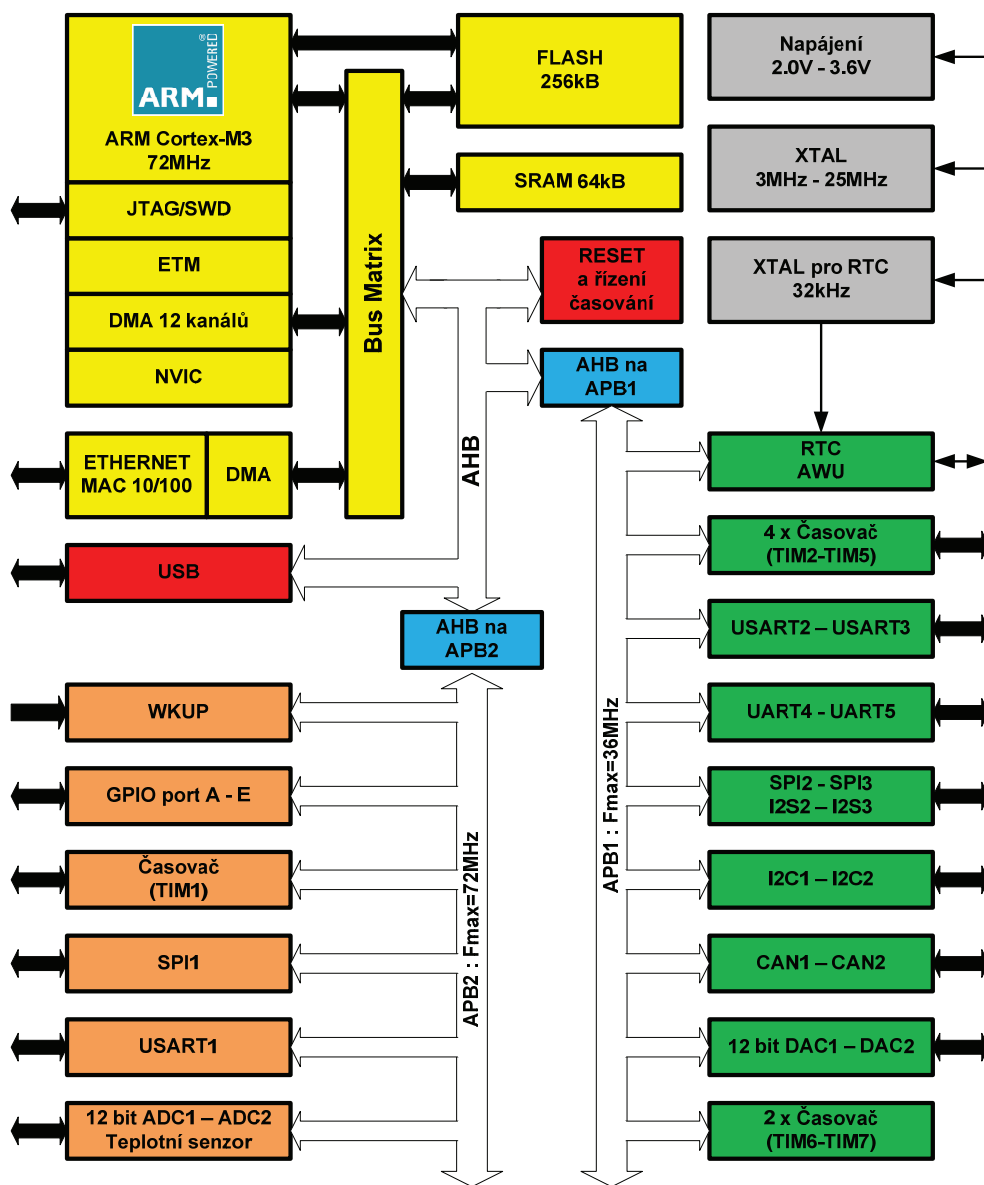 POWERED
®
ARM
ARM Cortex-M3
72MHz
JTAG/SWD
ETM
DMA 12 kanálů
NVIC
ETHERNET
MAC 10/100
DMA
USB
Bus Matrix
FLASH
256kB
SRAM 64kB
RESET
a řízení
časování
AHB na
APB1
AHB
AHB na
APB2
Napájení
2.0V - 3.6V
XTAL
3MHz - 25MHz
XTAL pro RTC
32kHz
WKUP
GPIO port A - E
Časovač
(TIM1)
SPI1
USART1
12 bit ADC1 – ADC2
Teplotní senzor
APB2 : Fmax=72MHz
APB1 : Fmax=36MHz
RTC
AWU
4 x Časovač
(TIM2-TIM5)
USART2 – USART3
UART4 - UART5
SPI2 - SPI3
I2S2 – I2S3
I2C1 – I2C2
CAN1 – CAN2
12 bit DAC1 – DAC2
2 x Časovač
(TIM6-TIM7)